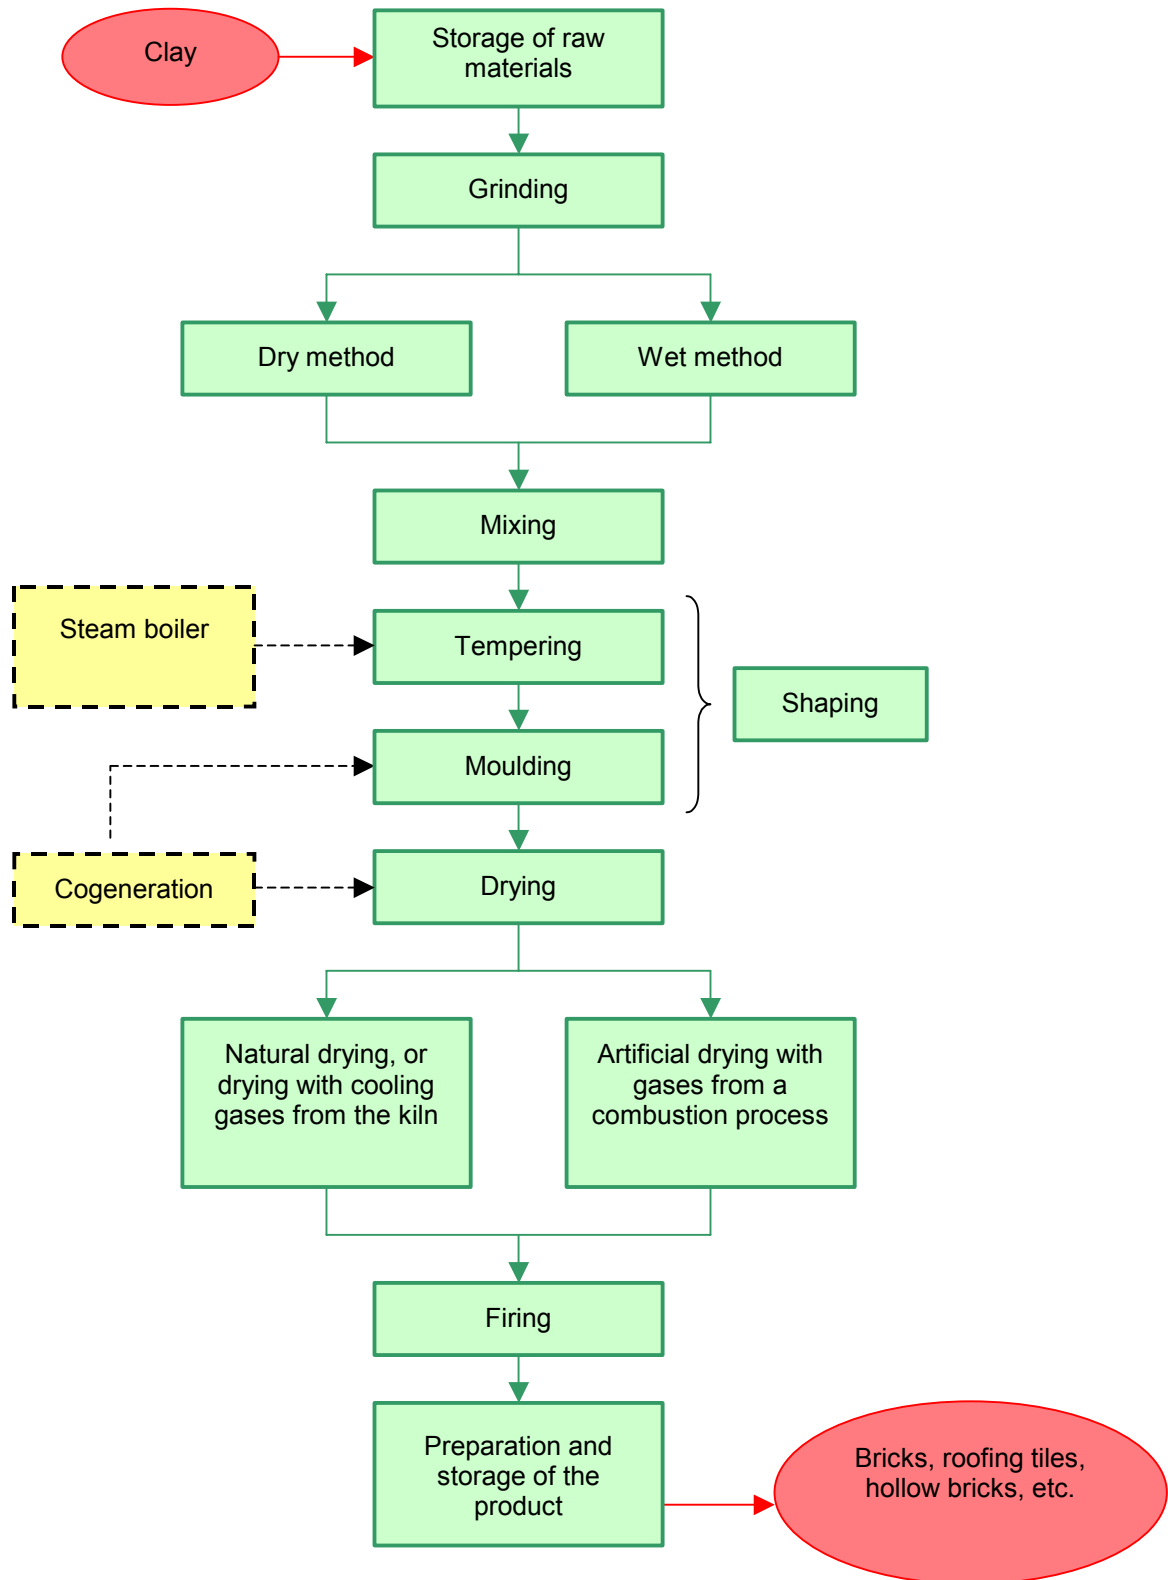 Clay
Storage of raw
materials
Grinding
Dry method
Wet method
Mixing
Steam boiler
Tempering
Shaping
Moulding
Cogeneration
Drying
Natural drying, or
drying with cooling
gases from the kiln
Artificial drying with
gases from a
combustion process
Firing
Preparation and
storage of the
product
Bricks, roofing tiles,
hollow bricks, etc.